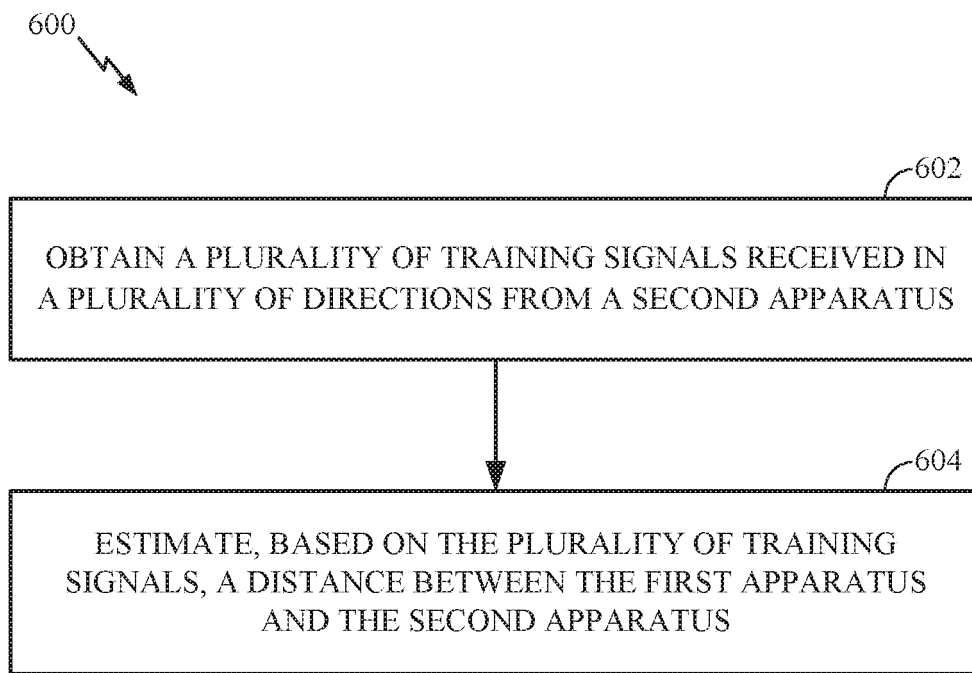 600
602
OBTAIN A PLURALITY OF TRAINING SIGNALS RECEIVED IN
A PLURALITY OF DIRECTIONS FROM A SECOND APPARATUS
604
ESTIMATE, BASED ON THE PLURALITY OF TRAINING
SIGNALS, A DISTANCE BETWEEN THE FIRST APPARATUS
AND THE SECOND APPARATUS